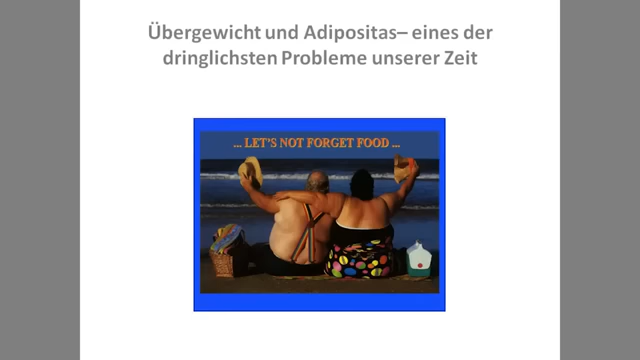 Übergewicht und Adipositas– eines der
dringlichsten Probleme unserer Zeit
... LET'S NOT FORGET FOOD ...